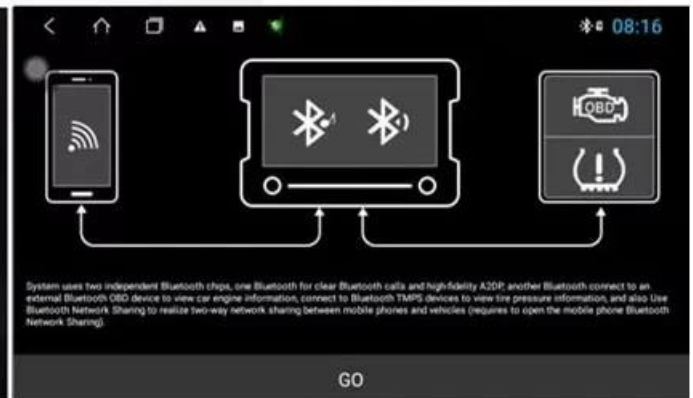 08:16
OBD
System uses two independent Bluetooth chips, one Bluetooth for clear Bluetooth calls and high-fidelity A2DP, another Bluetooth connect to an
external Bluetooth OBD device to view car engine information, connect to Bluetooth TMPS devices to view tire pressure information, and also Use
Bluetooth Network Sharing to realize two-way network sharing between mobile phones and vehicles (requires to open the mobile phone Bluetooth
Network Sharing).
GO